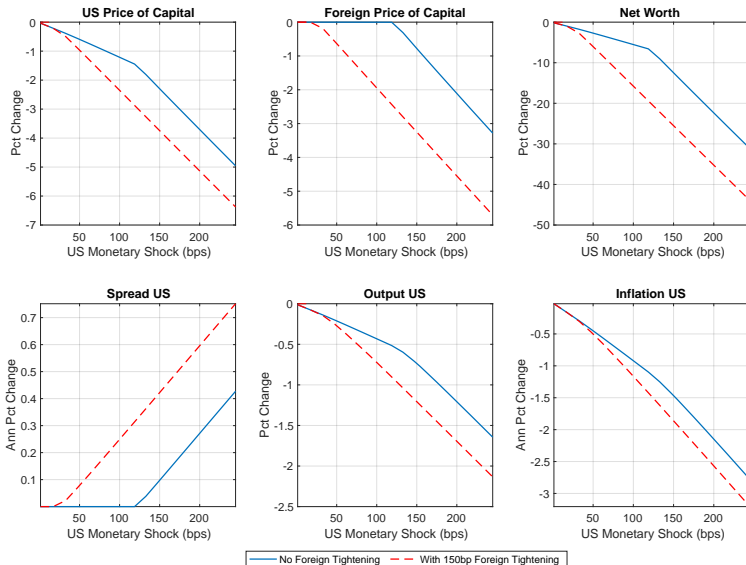 US Price of Capital
Pct Change
0
-1
-2
-3
-4
-5
-6
-7
50 100 150 200
US Monetary Shock (bps)
Foreign Price of Capital
Pct Change
0
-1
-2
-3
-4
-5
-6
50 100 150 200
US Monetary Shock (bps)
Net Worth
Pct Change
0
-10
-20
-30
-40
-50
50 100 150 200
US Monetary Shock (bps)
Spread US
Ann Pct Change
0.7
0.6
0.5
0.4
0.3
0.2
0.1
50 100 150 200
US Monetary Shock (bps)
Output US
Pct Change
0
-0.5
-1
-1.5
-2
-2.5
50 100 150 200
US Monetary Shock (bps)
Inflation US
Ann Pct Change
-0.5
-1
-1.5
-2
-2.5
-3
50 100 150 200
US Monetary Shock (bps)
No Foreign Tightening With 150bp Foreign Tightening